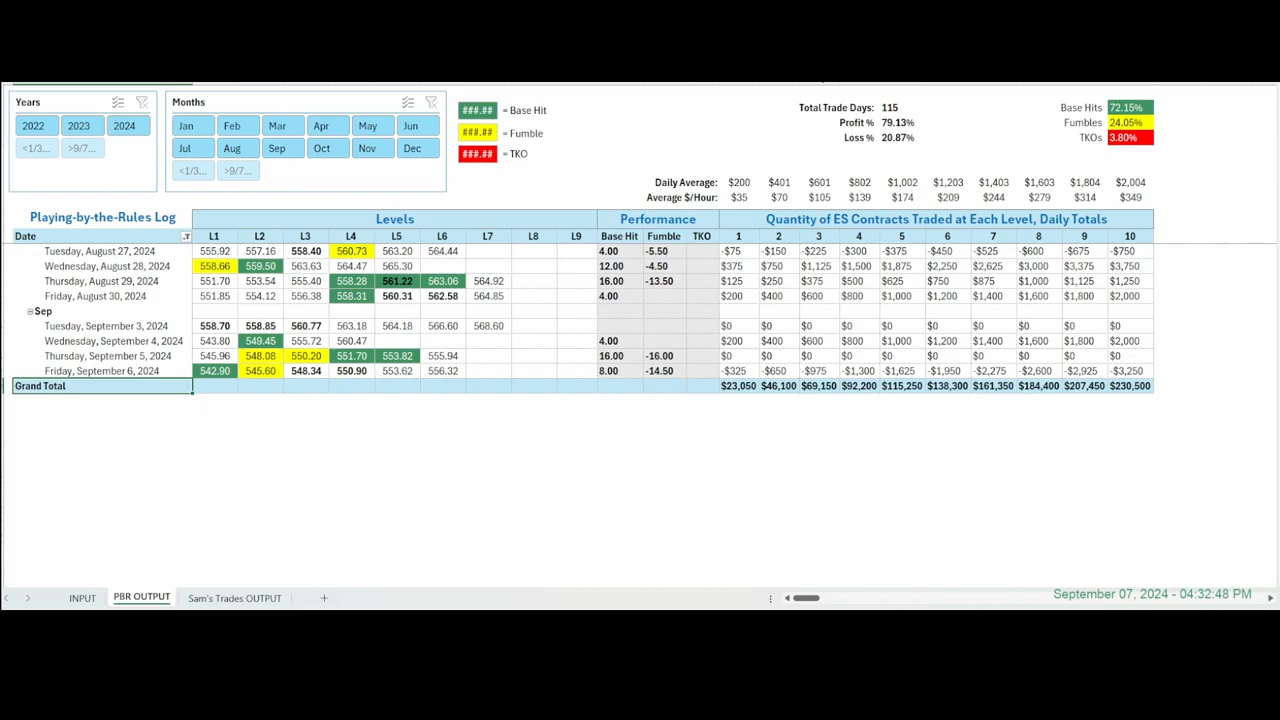 Years
2022 2023 2024
<1/3... >9/7...
Months
Jan Feb Mar Apr May Jun
Jul Aug Sep Oct Nov Dec
<1/3... >9/7...
###.## = Base Hit
###.## = Fumble
###.## = TKO
Total Trade Days: 115
Profit % 79.13%
Loss % 20.87%
Base Hits 72.15%
Fumbles 24.05%
TKOs 3.80%
Daily Average: $200 $401 $601 $802 $1,002 $1,203 $1,403 $1,603 $1,804 $2,004
Average $/Hour: $35 $70 $105 $139 $174 $209 $244 $279 $314 $349
Playing-by-the-Rules Log Levels Performance Quantity of ES Contracts Traded at Each Level, Daily Totals
Date L1 L2 L3 L4 L5 L6 L7 L8 L9 Base Hit Fumble TKO 1 2 3 4 5 6 7 8 9 10
Tuesday, August 27, 2024 555.92 557.16 558.40 560.73 563.20 564.44 4.00 -5.50 -$75 -$150 -$225 -$300 -$375 -$450 -$525 -$600 -$675 -$750
Wednesday, August 28, 2024 558.66 559.50 563.63 564.47 565.30 12.00 -4.50 $375 $750 $1,125 $1,500 $1,875 $2,250 $2,625 $3,000 $3,375 $3,750
Thursday, August 29, 2024 551.70 553.54 555.40 558.28 561.22 563.06 564.92 16.00 -13.50 $125 $250 $375 $500 $625 $750 $875 $1,000 $1,125 $1,250
Friday, August 30, 2024 551.85 554.12 556.38 558.31 560.31 562.58 564.85 4.00 $200 $400 $600 $800 $1,000 $1,200 $1,400 $1,600 $1,800 $2,000
Sep
Tuesday, September 3, 2024 558.70 558.85 560.77 563.18 564.18 566.60 568.60 $0 $0 $0 $0 $0 $0 $0 $0 $0 $0
Wednesday, September 4, 2024 543.80 549.45 555.72 560.47 4.00 $200 $400 $600 $800 $1,000 $1,200 $1,400 $1,600 $1,800 $2,000
Thursday, September 5, 2024 545.96 548.08 550.20 551.70 553.82 555.94 16.00 -16.00 $0 $0 $0 $0 $0 $0 $0 $0 $0 $0
Friday, September 6, 2024 542.90 545.60 548.34 550.90 553.62 556.32 8.00 -14.50 -$325 -$650 -$975 -$1,300 -$1,625 -$1,950 -$2,275 -$2,600 -$2,925 -$3,250
Grand Total $23,050 $46,100 $69,150 $92,200 $115,250 $138,300 $161,350 $184,400 $207,450 $230,500
INPUT PBR OUTPUT Sam's Trades OUTPUT
September 07, 2024 - 04:32:48 PM